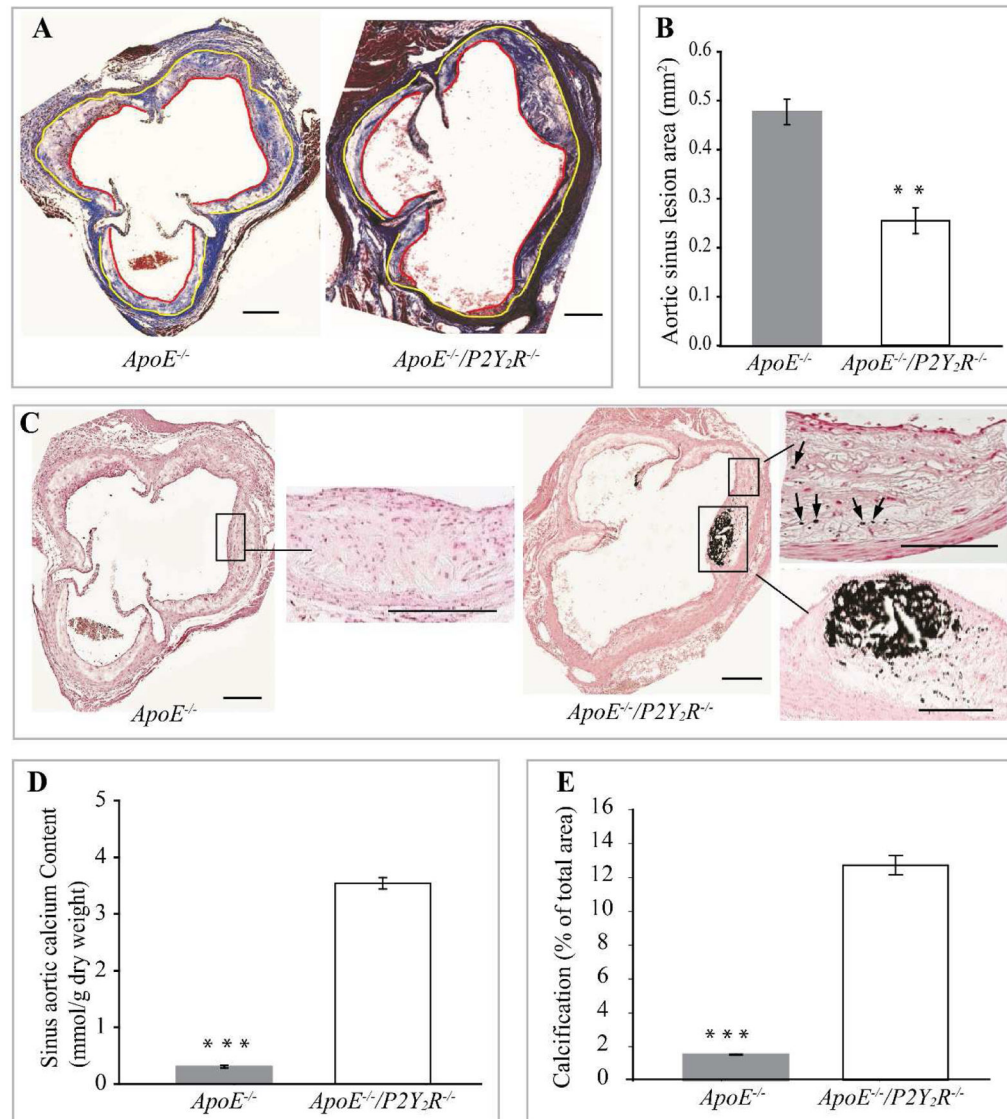 A
ApoE⁻/⁻
ApoE⁻/⁻/P2Y₂R⁻/⁻
B
Aortic sinus lesion area (mm²)
0.6
0.5
0.4
0.3
0.2
0.1
0.0
* *
ApoE⁻/⁻
ApoE⁻/⁻/P2Y₂R⁻/⁻
C
ApoE⁻/⁻
ApoE⁻/⁻/P2Y₂R⁻/⁻
D
Sinus aortic calcium Content
(mmol/g dry weight)
5
4
3
2
1
0
* * *
ApoE⁻/⁻
ApoE⁻/⁻/P2Y₂R⁻/⁻
E
Calcification (% of total area)
16
14
12
10
8
6
4
2
0
* * *
ApoE⁻/⁻
ApoE⁻/⁻/P2Y₂R⁻/⁻